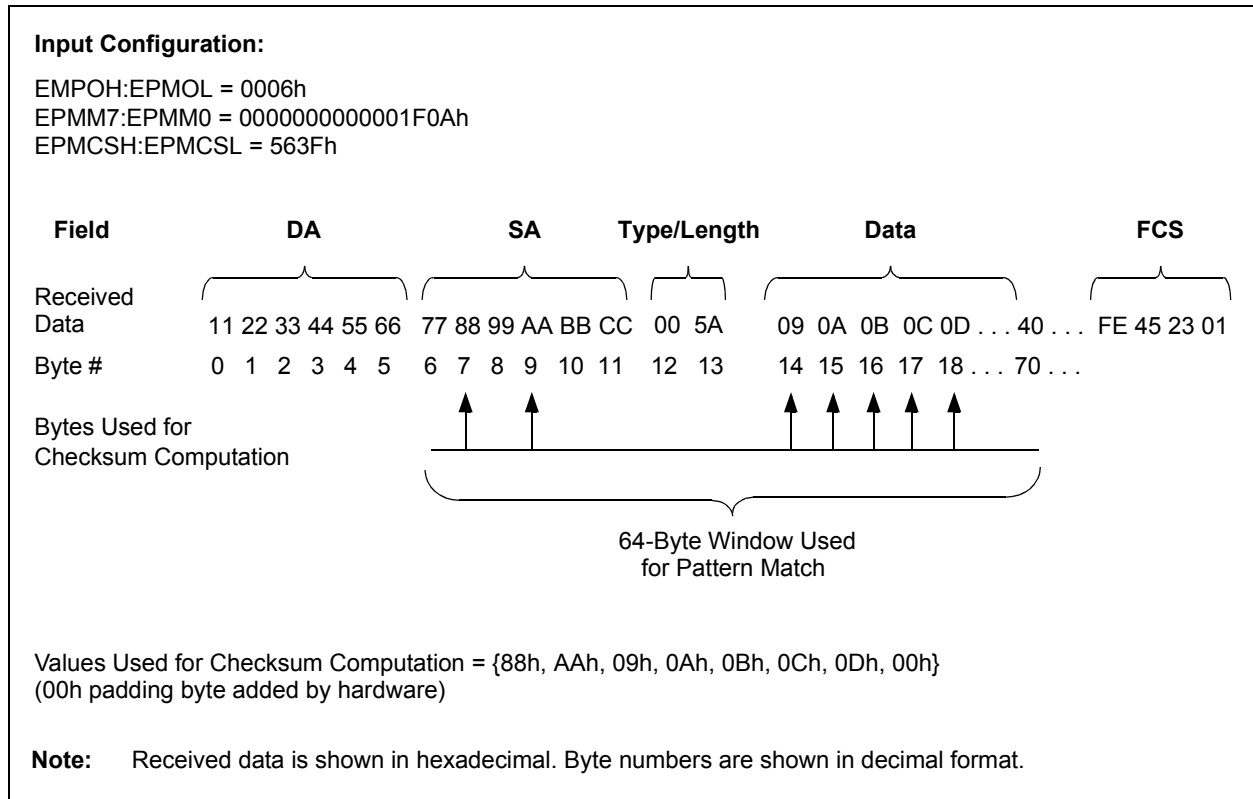 Input Configuration:
EMPOH:EPMOL = 0006h
EPMM7:EPMM0 = 0000000000001F0Ah
EPMCSH:EPMCSL = 563Fh
Field DA SA Type/Length Data FCS
Received
Data 11 22 33 44 55 66 77 88 99 AA BB CC 00 5A 09 0A 0B 0C 0D . . . 40 . . . FE 45 23 01
Byte # 0 1 2 3 4 5 6 7 8 9 10 11 12 13 14 15 16 17 18 . . . 70 . . .
Bytes Used for
Checksum Computation
64-Byte Window Used
for Pattern Match
Values Used for Checksum Computation = {88h, AAh, 09h, 0Ah, 0Bh, 0Ch, 0Dh, 00h}
(00h padding byte added by hardware)
Note: Received data is shown in hexadecimal. Byte numbers are shown in decimal format.